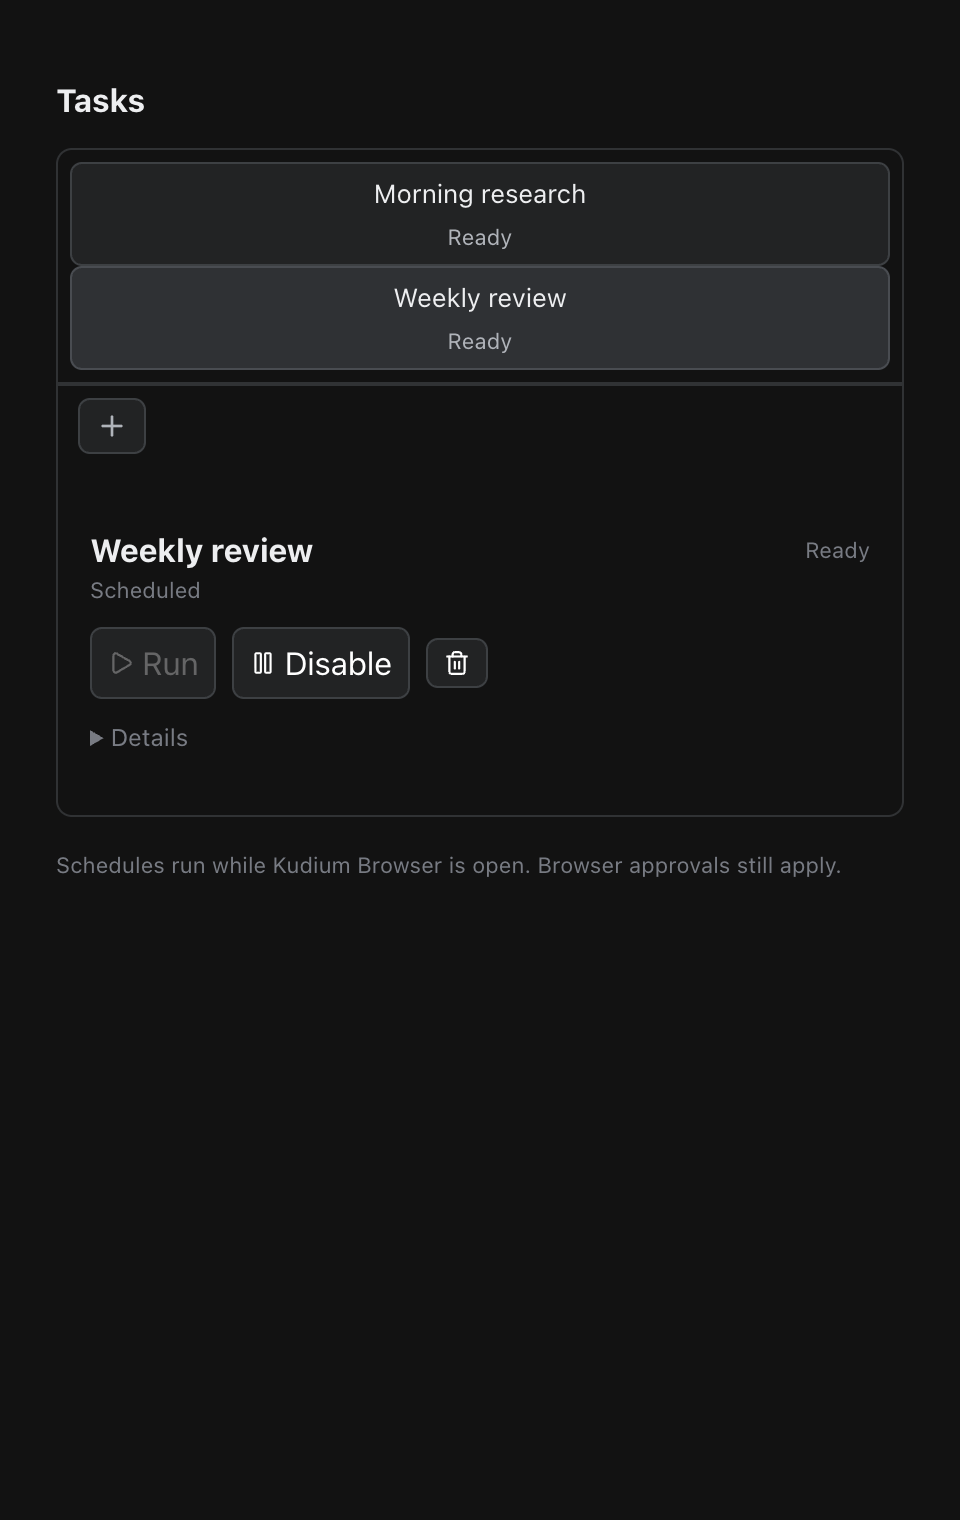 Tasks
Morning research
Ready
Weekly review
Ready
Weekly review
Ready
Scheduled
Run
Disable
Details
Schedules run while Kudium Browser is open. Browser approvals still apply.